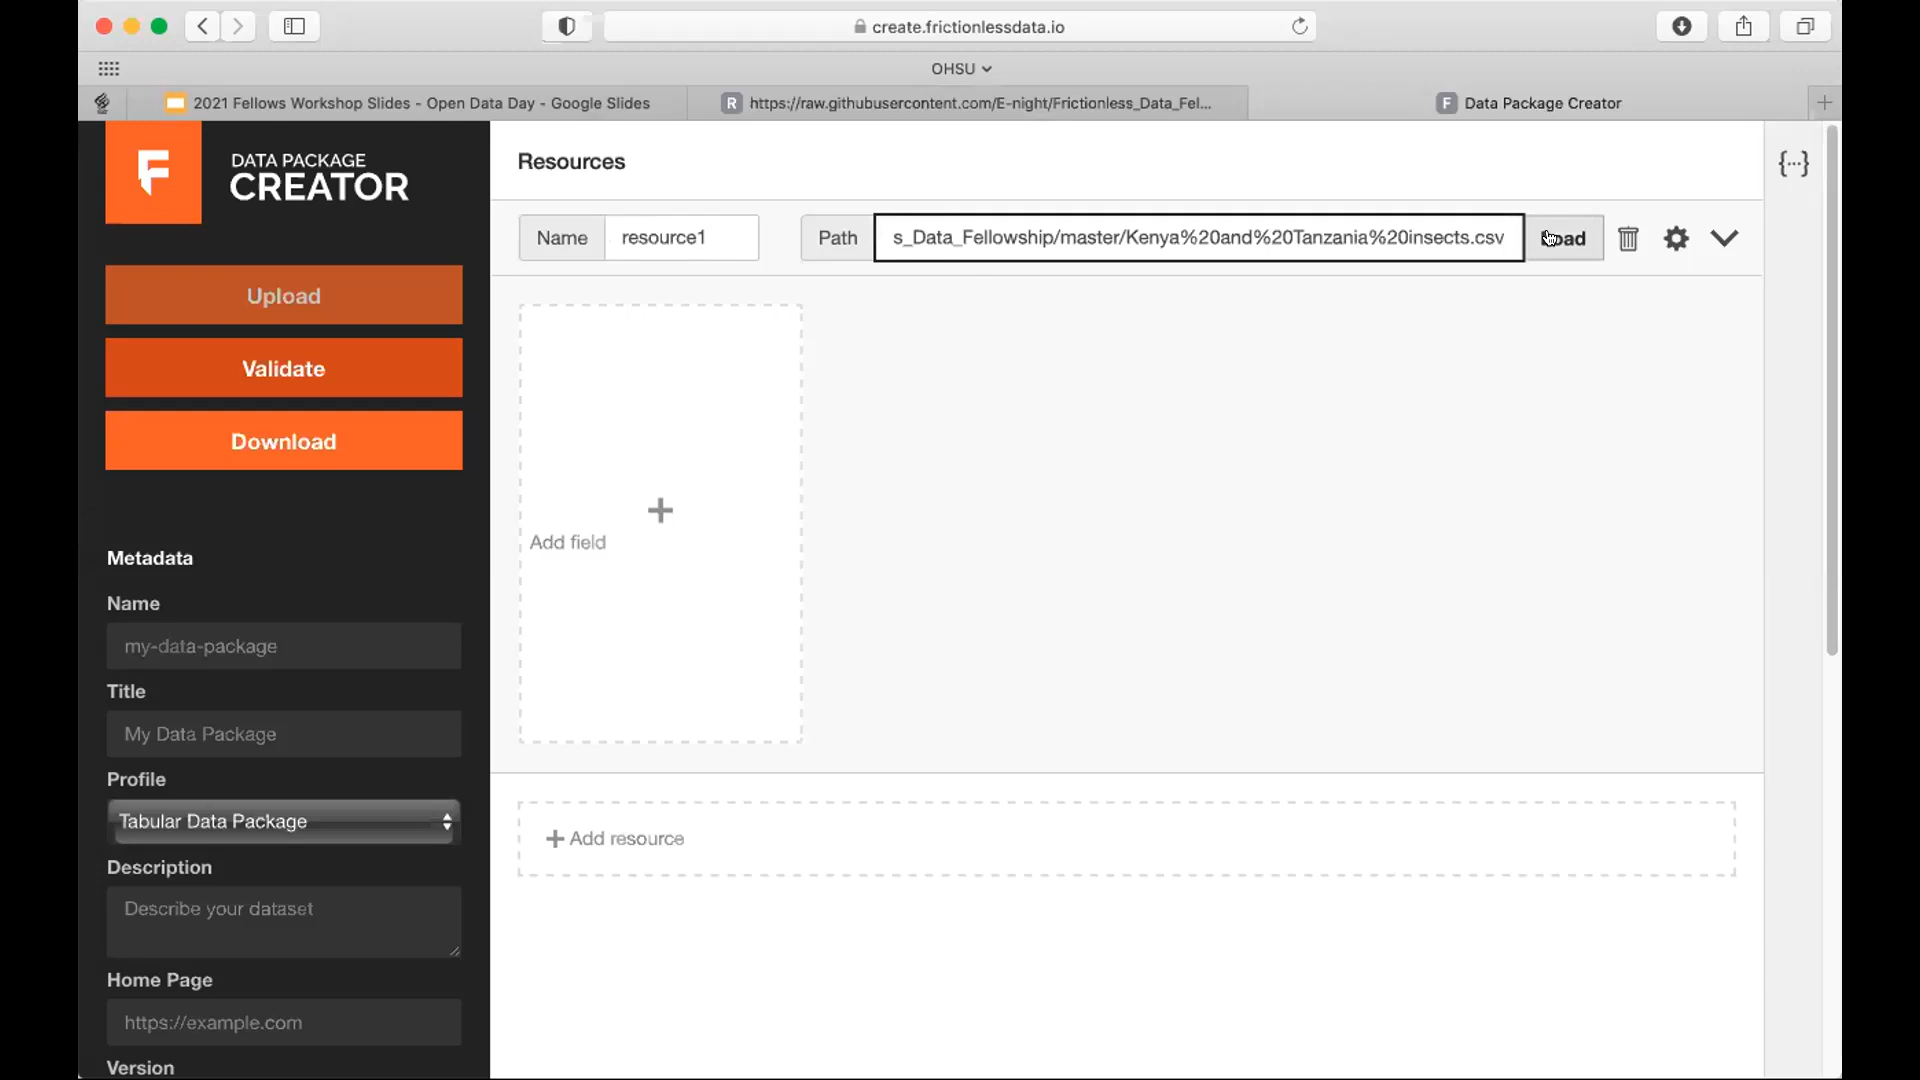 create.frictionlessdata.io
OHSU
2021 Fellows Workshop Slides - Open Data Day - Google Slides
R https://raw.githubusercontent.com/E-night/Frictionless_Data_Fel...
F Data Package Creator
F
DATA PACKAGE
CREATOR
Resources
{...}
Name resource1 Path s_Data_Fellowship/master/Kenya%20and%20Tanzania%20insects.csv
Upload
Validate
Download
Add field
Metadata
Name
my-data-package
Title
My Data Package
Profile
Tabular Data Package
Add resource
Description
Describe your dataset
Home Page
https://example.com
Version